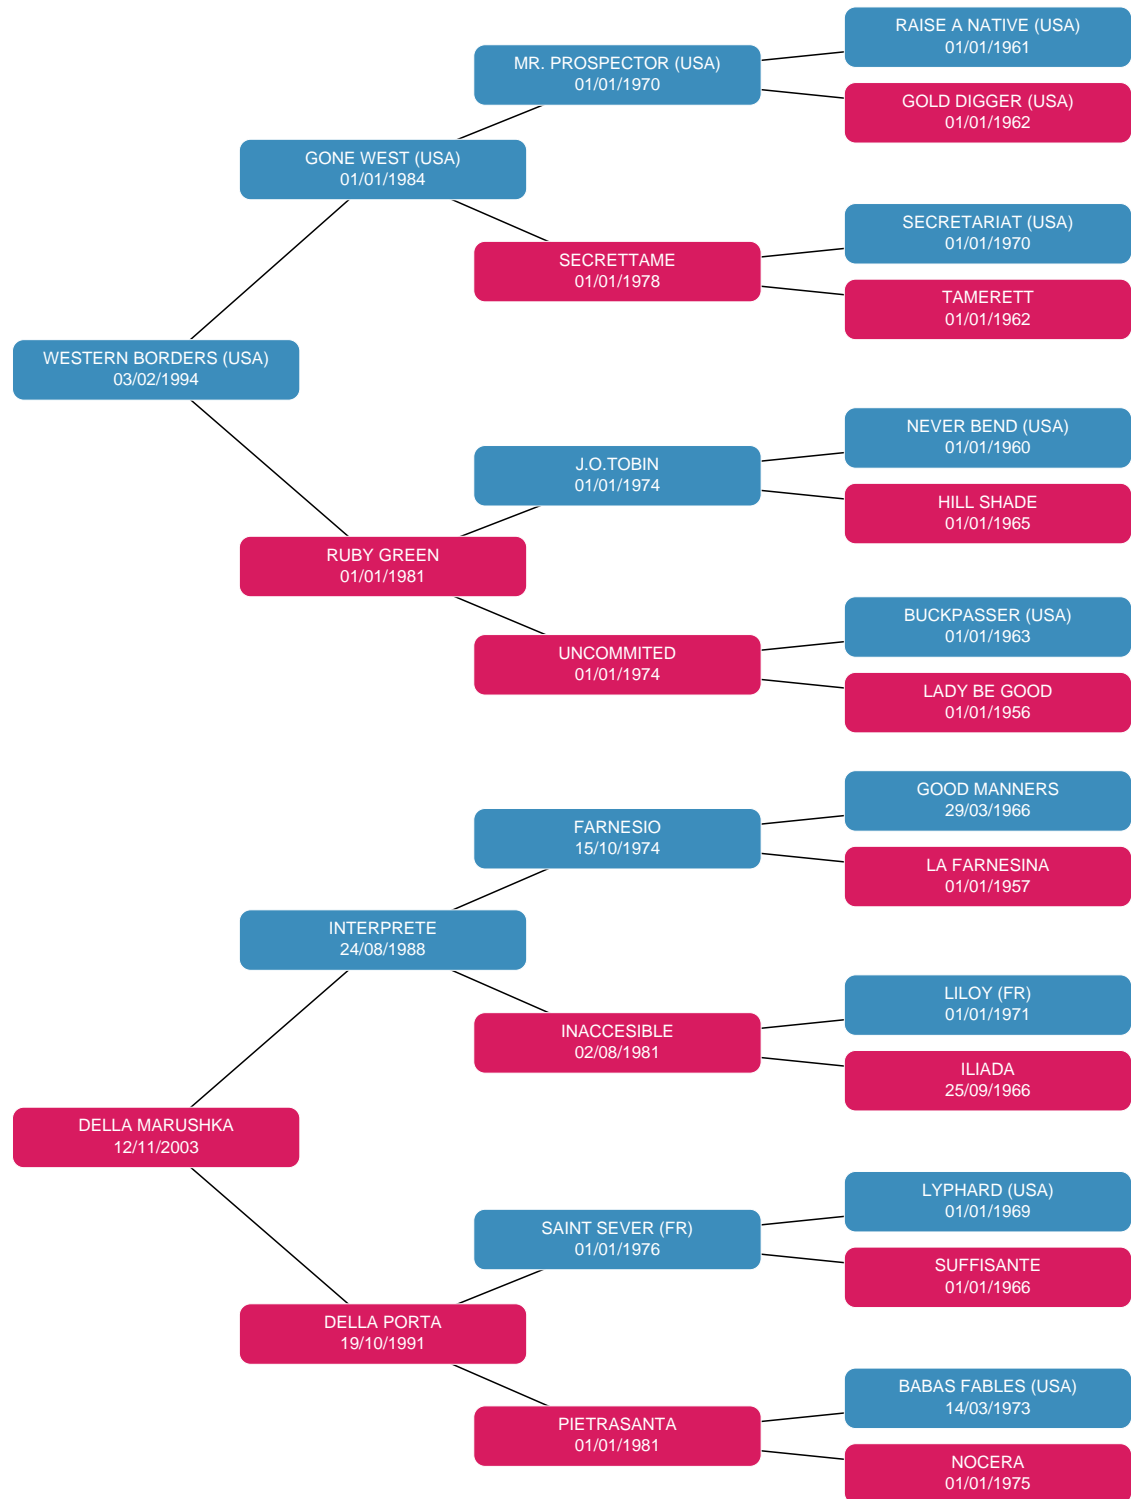 RAISE A NATIVE (USA)
01/01/1961
MR. PROSPECTOR (USA)
01/01/1970
GOLD DIGGER (USA)
01/01/1962
GONE WEST (USA)
01/01/1984
SECRETARIAT (USA)
01/01/1970
SECRETTAME
01/01/1978
TAMERETT
01/01/1962
WESTERN BORDERS (USA)
03/02/1994
NEVER BEND (USA)
01/01/1960
J.O.TOBIN
01/01/1974
HILL SHADE
01/01/1965
RUBY GREEN
01/01/1981
BUCKPASSER (USA)
01/01/1963
UNCOMMITED
01/01/1974
LADY BE GOOD
01/01/1956
GOOD MANNERS
29/03/1966
FARNESIO
15/10/1974
LA FARNESINA
01/01/1957
INTERPRETE
24/08/1988
LILOY (FR)
01/01/1971
INACCESIBLE
02/08/1981
ILIADA
25/09/1966
DELLA MARUSHKA
12/11/2003
LYPHARD (USA)
01/01/1969
SAINT SEVER (FR)
01/01/1976
SUFFISANTE
01/01/1966
DELLA PORTA
19/10/1991
BABAS FABLES (USA)
14/03/1973
PIETRASANTA
01/01/1981
NOCERA
01/01/1975